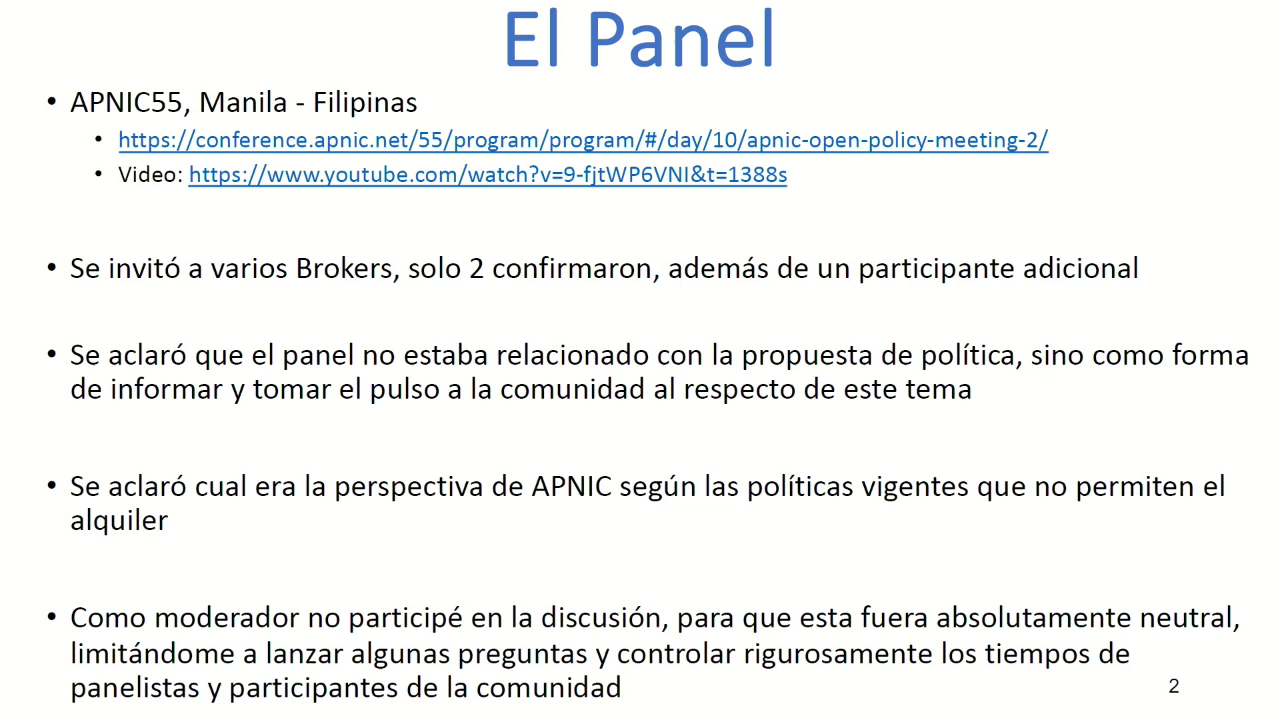 El Panel
• APNIC55, Manila - Filipinas
• https://conference.apnic.net/55/program/program/#/day/10/apnic-open-policy-meeting-2/
• Video: https://www.youtube.com/watch?v=9-fjtWP6VNI&t=1388s
• Se invitó a varios Brokers, solo 2 confirmaron, además de un participante adicional
• Se aclaró que el panel no estaba relacionado con la propuesta de política, sino como forma
de informar y tomar el pulso a la comunidad al respecto de este tema
• Se aclaró cual era la perspectiva de APNIC según las políticas vigentes que no permiten el
alquiler
• Como moderador no participé en la discusión, para que esta fuera absolutamente neutral,
limitándome a lanzar algunas preguntas y controlar rigurosamente los tiempos de
panelistas y participantes de la comunidad
2